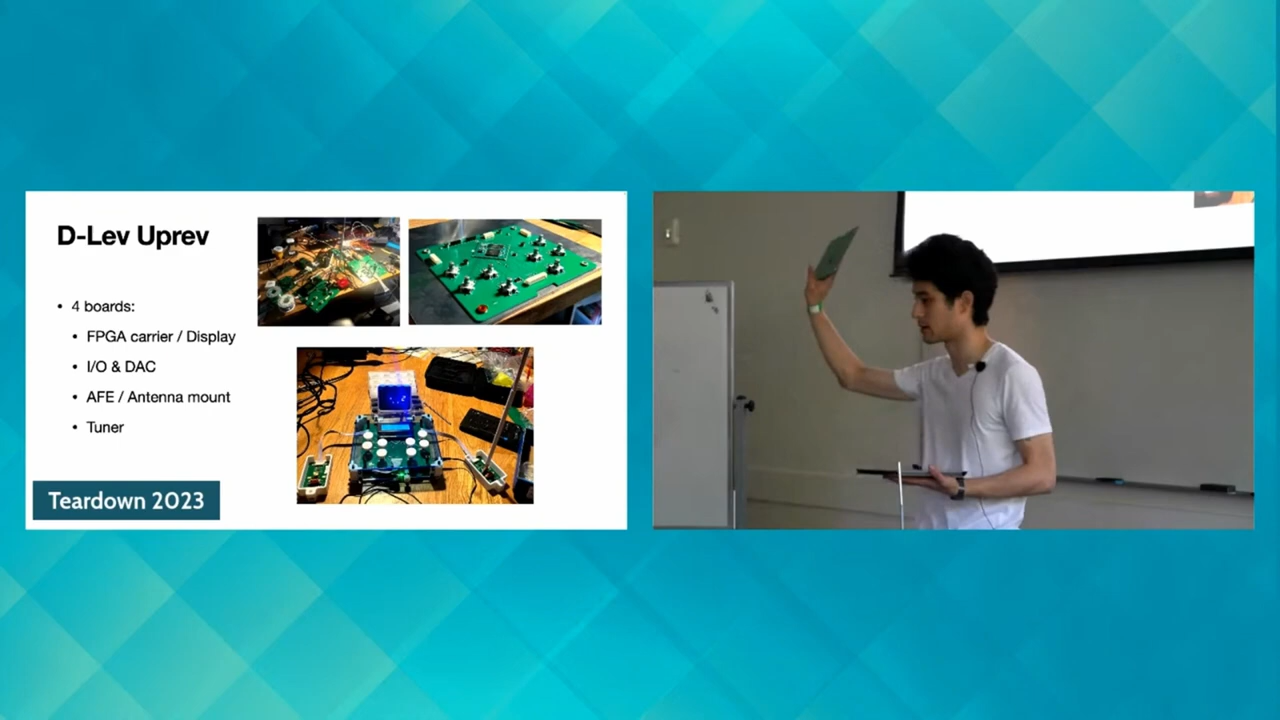 D-Lev Uprev
• 4 boards:
• FPGA carrier / Display
• I/O & DAC
• AFE / Antenna mount
• Tuner
Teardown 2023